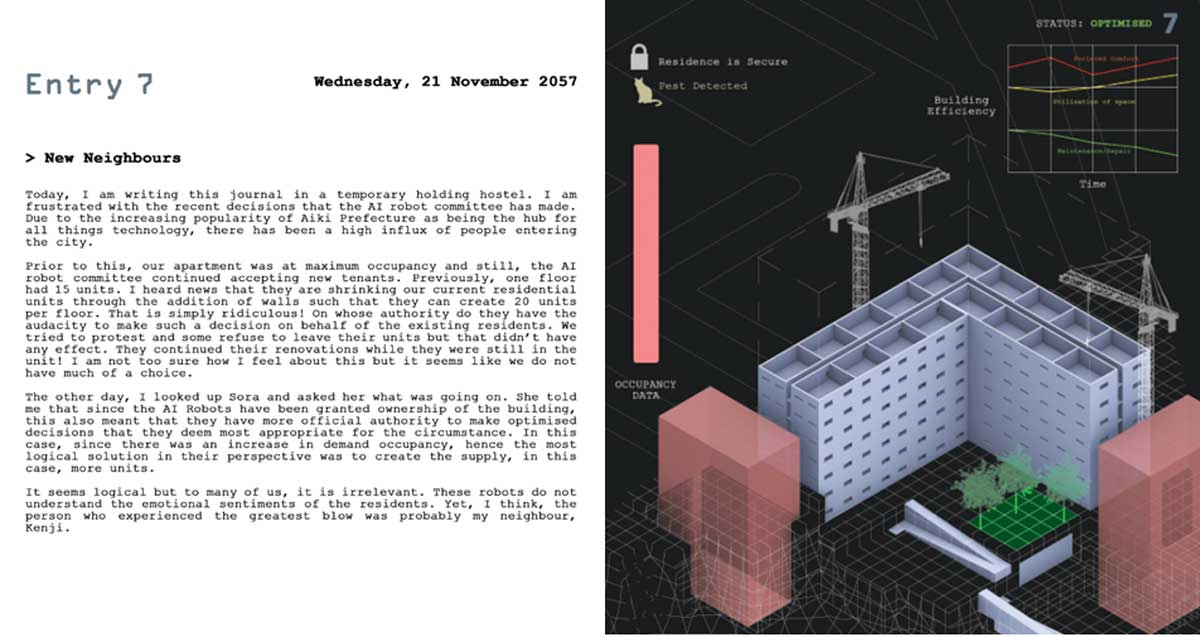 Entry 7
Wednesday, 21 November 2057
> New Neighbours
Today, I am writing this journal in a temporary holding hostel. I am
frustrated with the recent decisions that the AI robot committee has made.
Due to the increasing popularity of Aiki Prefecture as being the hub for
all things technology, there has been a high influx of people entering
the city.
Prior to this, our apartment was at maximum occupancy and still, the AI
robot committee continued accepting new tenants. Previously, one floor
had 15 units. I heard news that they are shrinking our current residential
units through the addition of walls such that they can create 20 units
per floor. That is simply ridiculous! On whose authority do they have the
audacity to make such a decision on behalf of the existing residents. We
tried to protest and some refuse to leave their units but that didn't have
any effect. They continued their renovations while they were still in the
unit! I am not too sure how I feel about this but it seems like we do not
have much of a choice.
The other day, I looked up Sora and asked her what was going on. She told
me that since the AI Robots have been granted ownership of the building,
this also meant that they have more official authority to make optimised
decisions that they deem most appropriate for the circumstance. In this
case, since there was an increase in demand occupancy, hence the most
logical solution in their perspective was to create the supply, in this
case, more units.
It seems logical but to many of us, it is irrelevant. These robots do not
understand the emotional sentiments of the residents. Yet, I think, the
person who experienced the greatest blow was probably my neighbour,
Kenji.
STATUS: OPTIMISED 7
Residence is Secure
Pest Detected
Building
Efficiency
Comfort
Utilisation of space
Maintenance/Repair
Time
OCCUPANCY
DATA